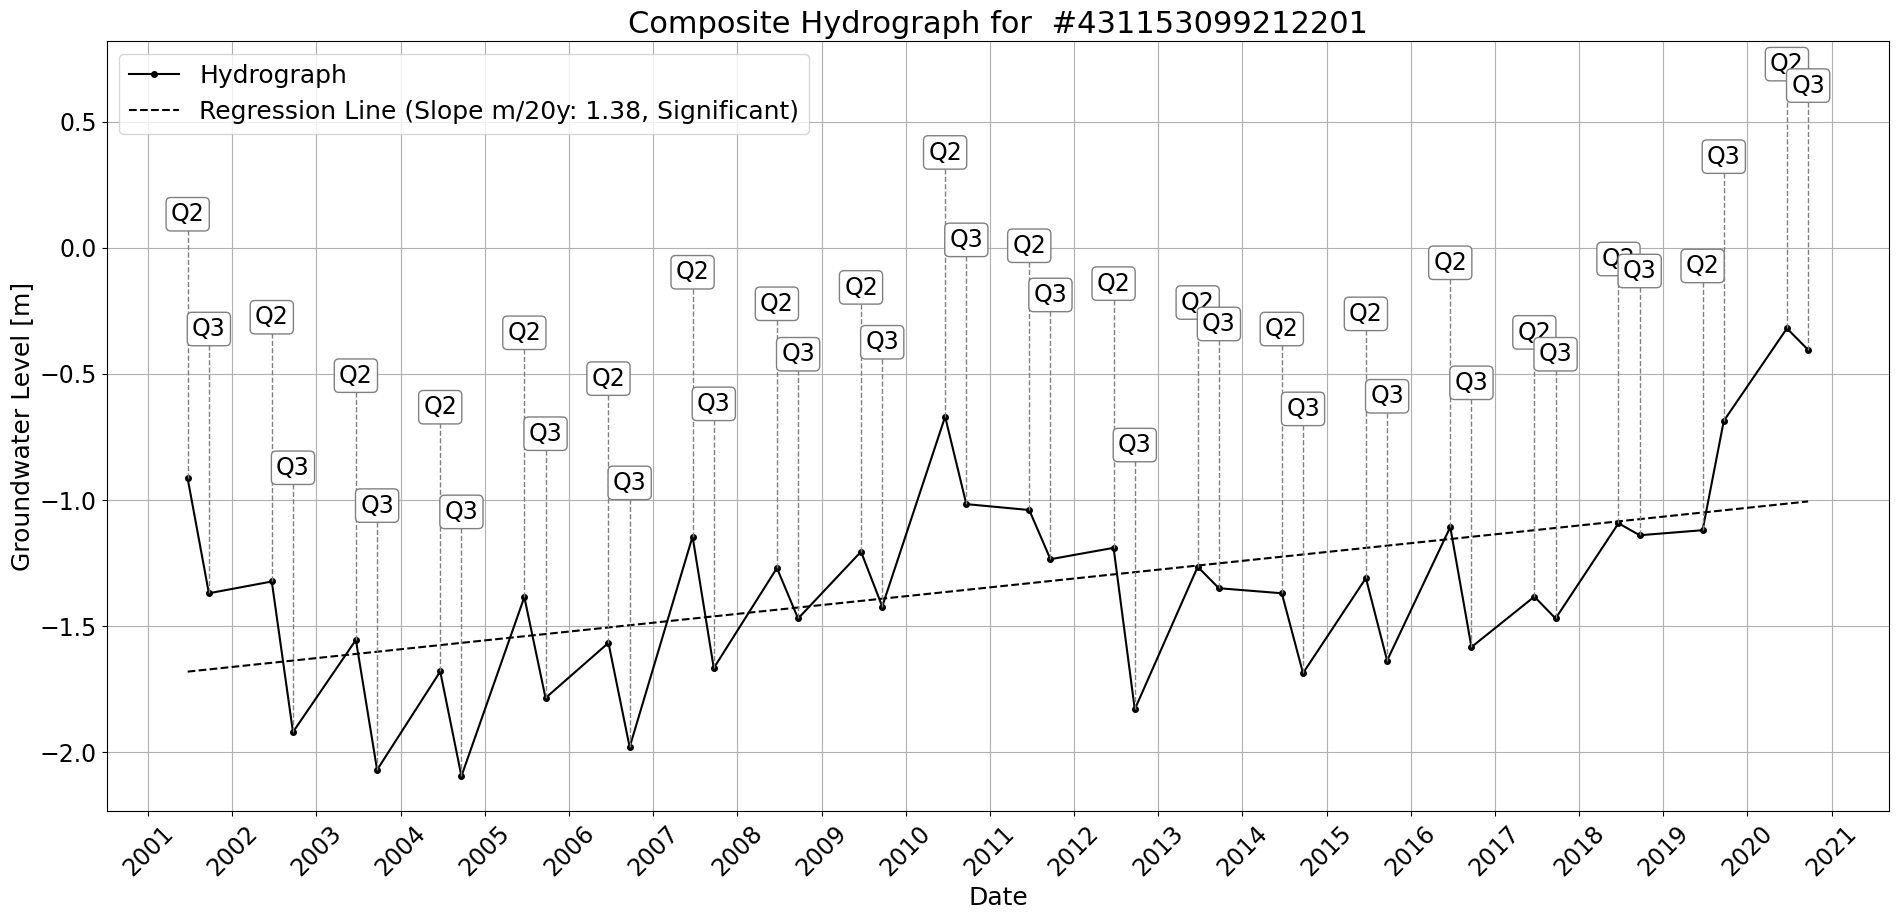 Composite Hydrograph for  #431153099212201
Hydrograph
Regression Line (Slope m/20y: 1.38, Significant)
Groundwater Level [m]
0.5
0.0
−0.5
−1.0
−1.5
−2.0
Q2
Q3
Q2
Q3
Q2
Q3
Q2
Q3
Q2
Q3
Q2
Q3
Q2
Q3
Q2
Q3
Q2
Q3
Q2
Q3
Q2
Q3
Q2
Q3
Q2
Q3
Q2
Q3
Q2
Q3
Q2
Q3
Q2
Q3
Q2
Q3
Q2
Q3
Q2
Q3
2001
2002
2003
2004
2005
2006
2007
2008
2009
2010
2011
2012
2013
2014
2015
2016
2017
2018
2019
2020
2021
Date